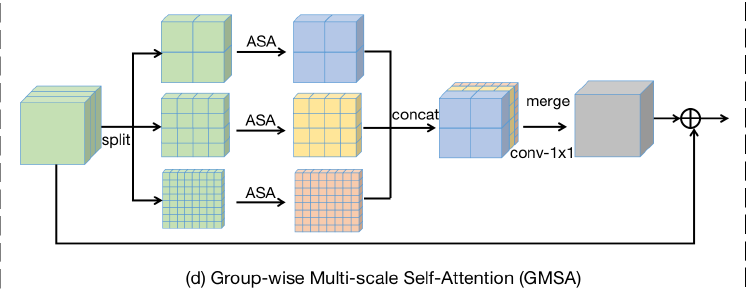 ASA
split
ASA
concat
merge
conv-1x1
ASA
(d) Group-wise Multi-scale Self-Attention (GMSA)